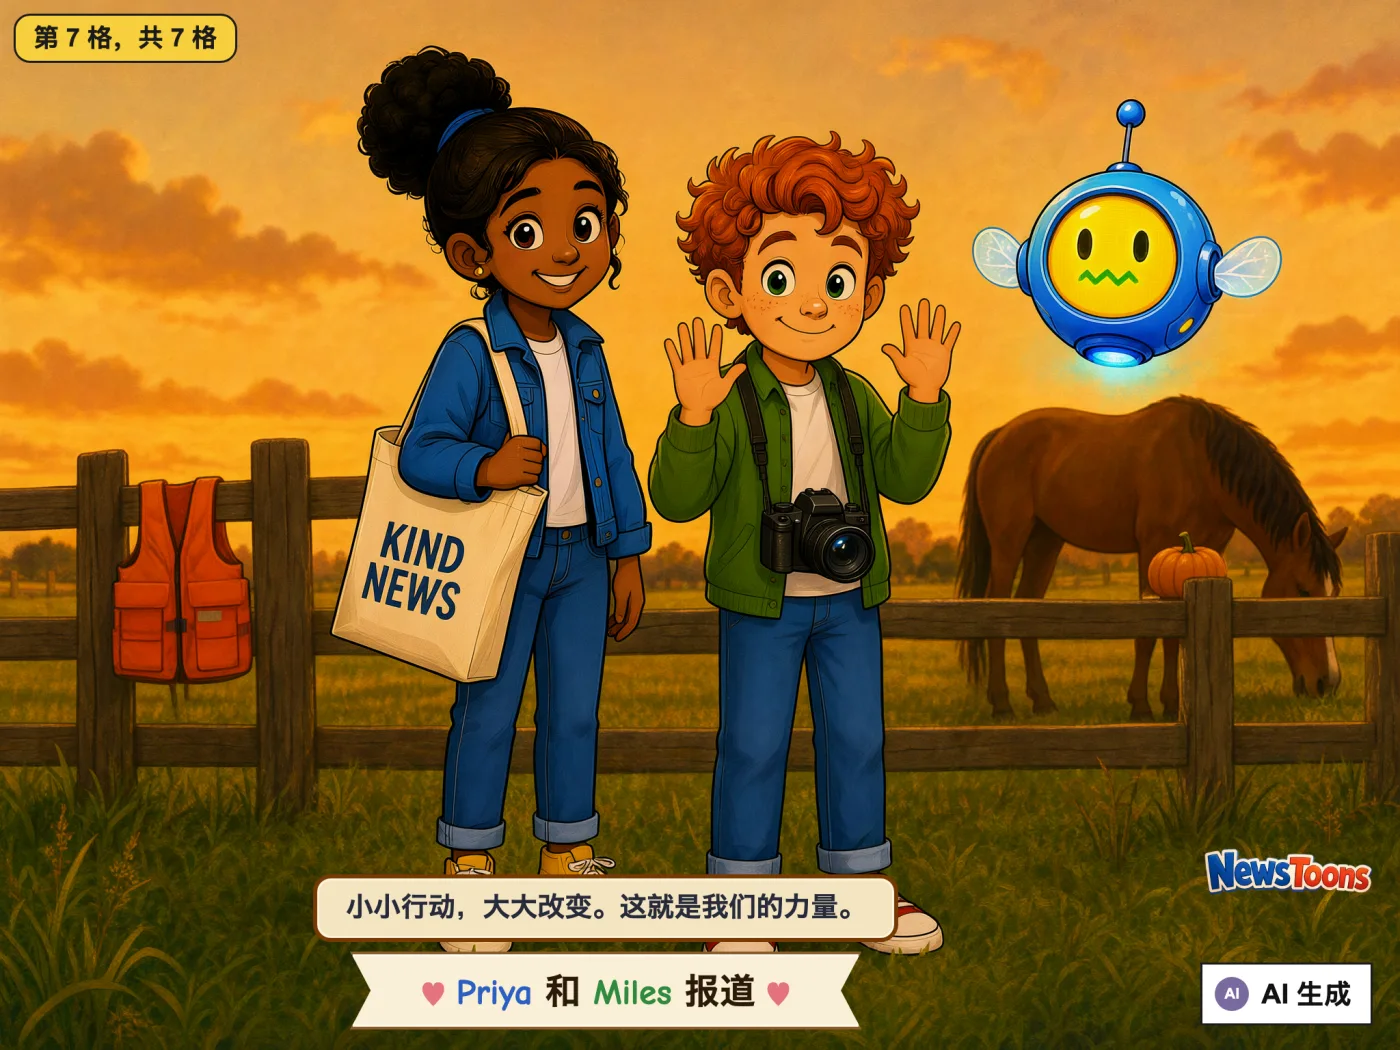 第 7 格，共 7 格
KIND
NEWS
NewsToons
小小行动，大大改变。这就是我们的力量。
Priya 和 Miles 报道
AI AI 生成